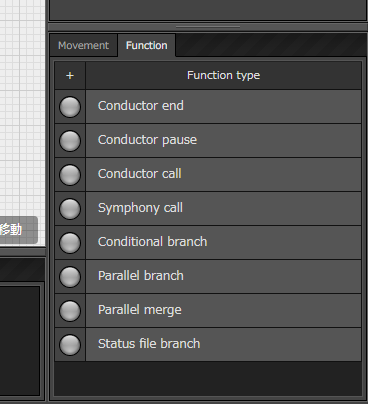 Movement Function
+ Function type
Conductor end
Conductor pause
Conductor call
Symphony call
Conditional branch
移動
Parallel branch
Parallel merge
Status file branch